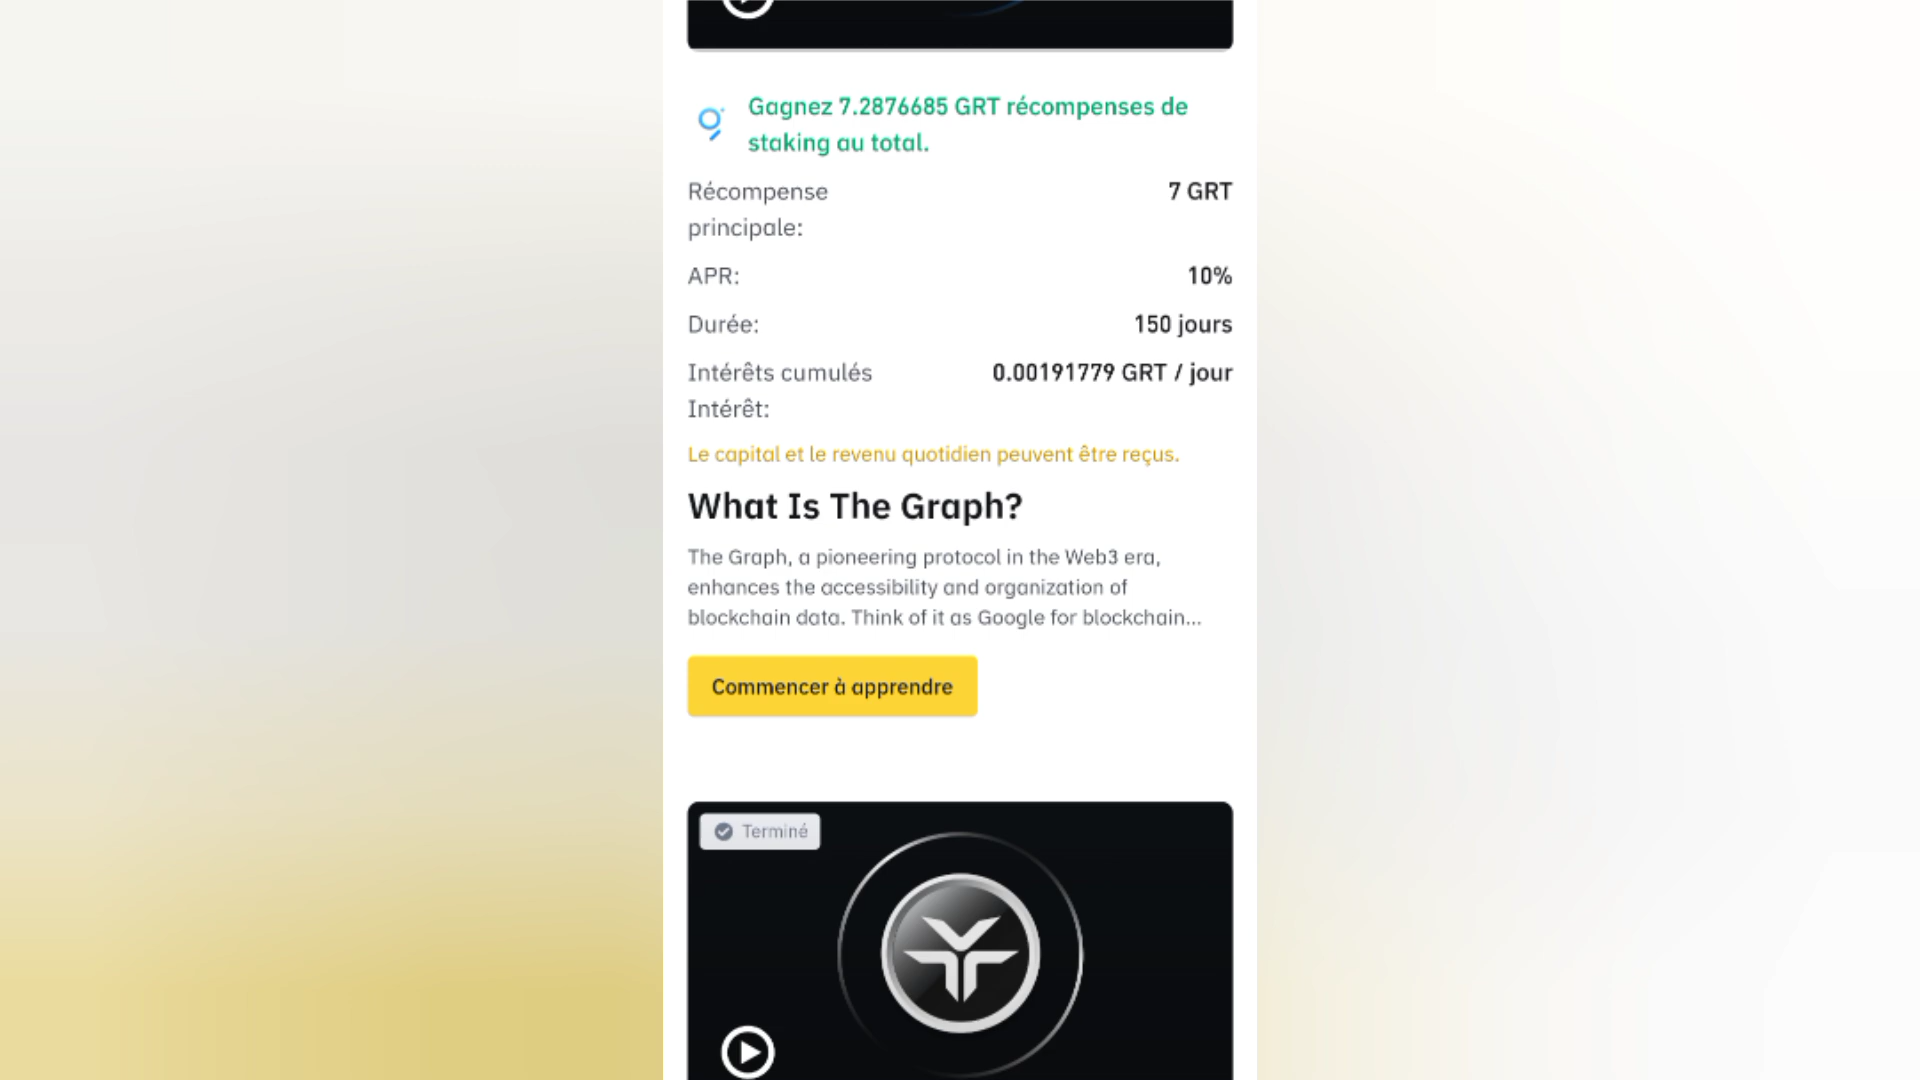 Gagnez 7.2876685 GRT récompenses de
staking au total.
Récompense
principale:
7 GRT
APR:
10%
Durée:
150 jours
Intérêts cumulés
Intérêt:
0.00191779 GRT / jour
Le capital et le revenu quotidien peuvent être reçus.
What Is The Graph?
The Graph, a pioneering protocol in the Web3 era,
enhances the accessibility and organization of
blockchain data. Think of it as Google for blockchain...
Commencer à apprendre
Terminé